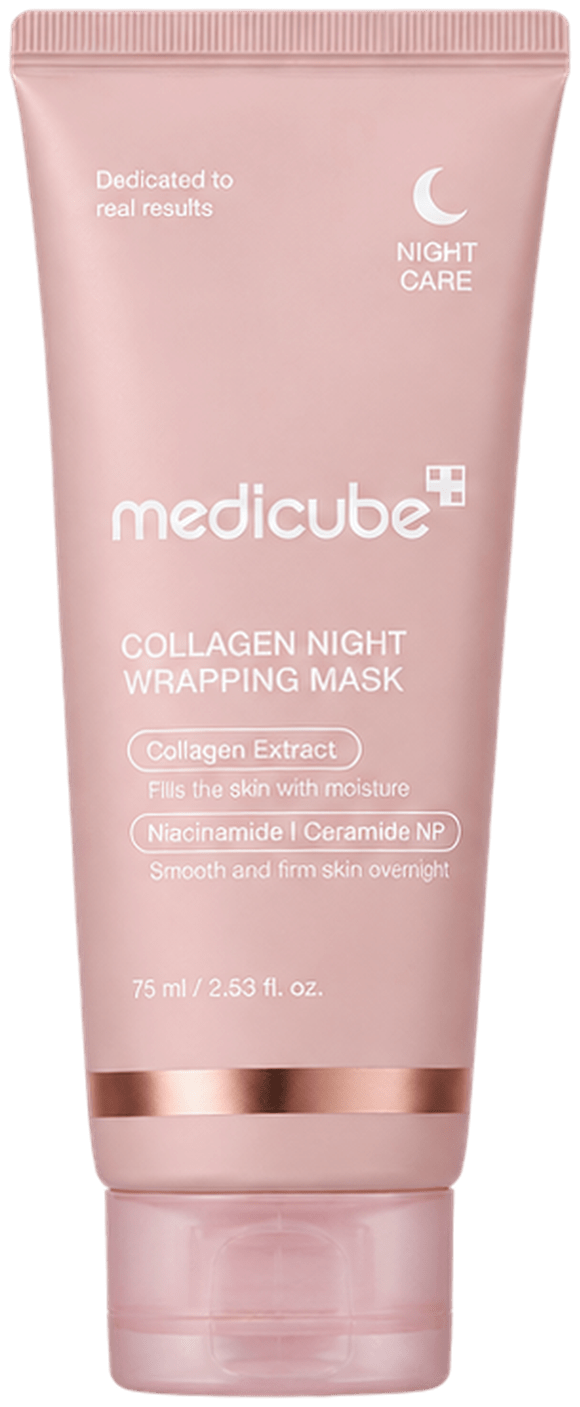 Dedicated to
real results
NIGHT
CARE
medicube
COLLAGEN NIGHT
WRAPPING MASK
Collagen Extract
Fills the skin with moisture
Niacinamide | Ceramide NP
Smooth and firm skin overnight
75 ml / 2.53 fl. oz.